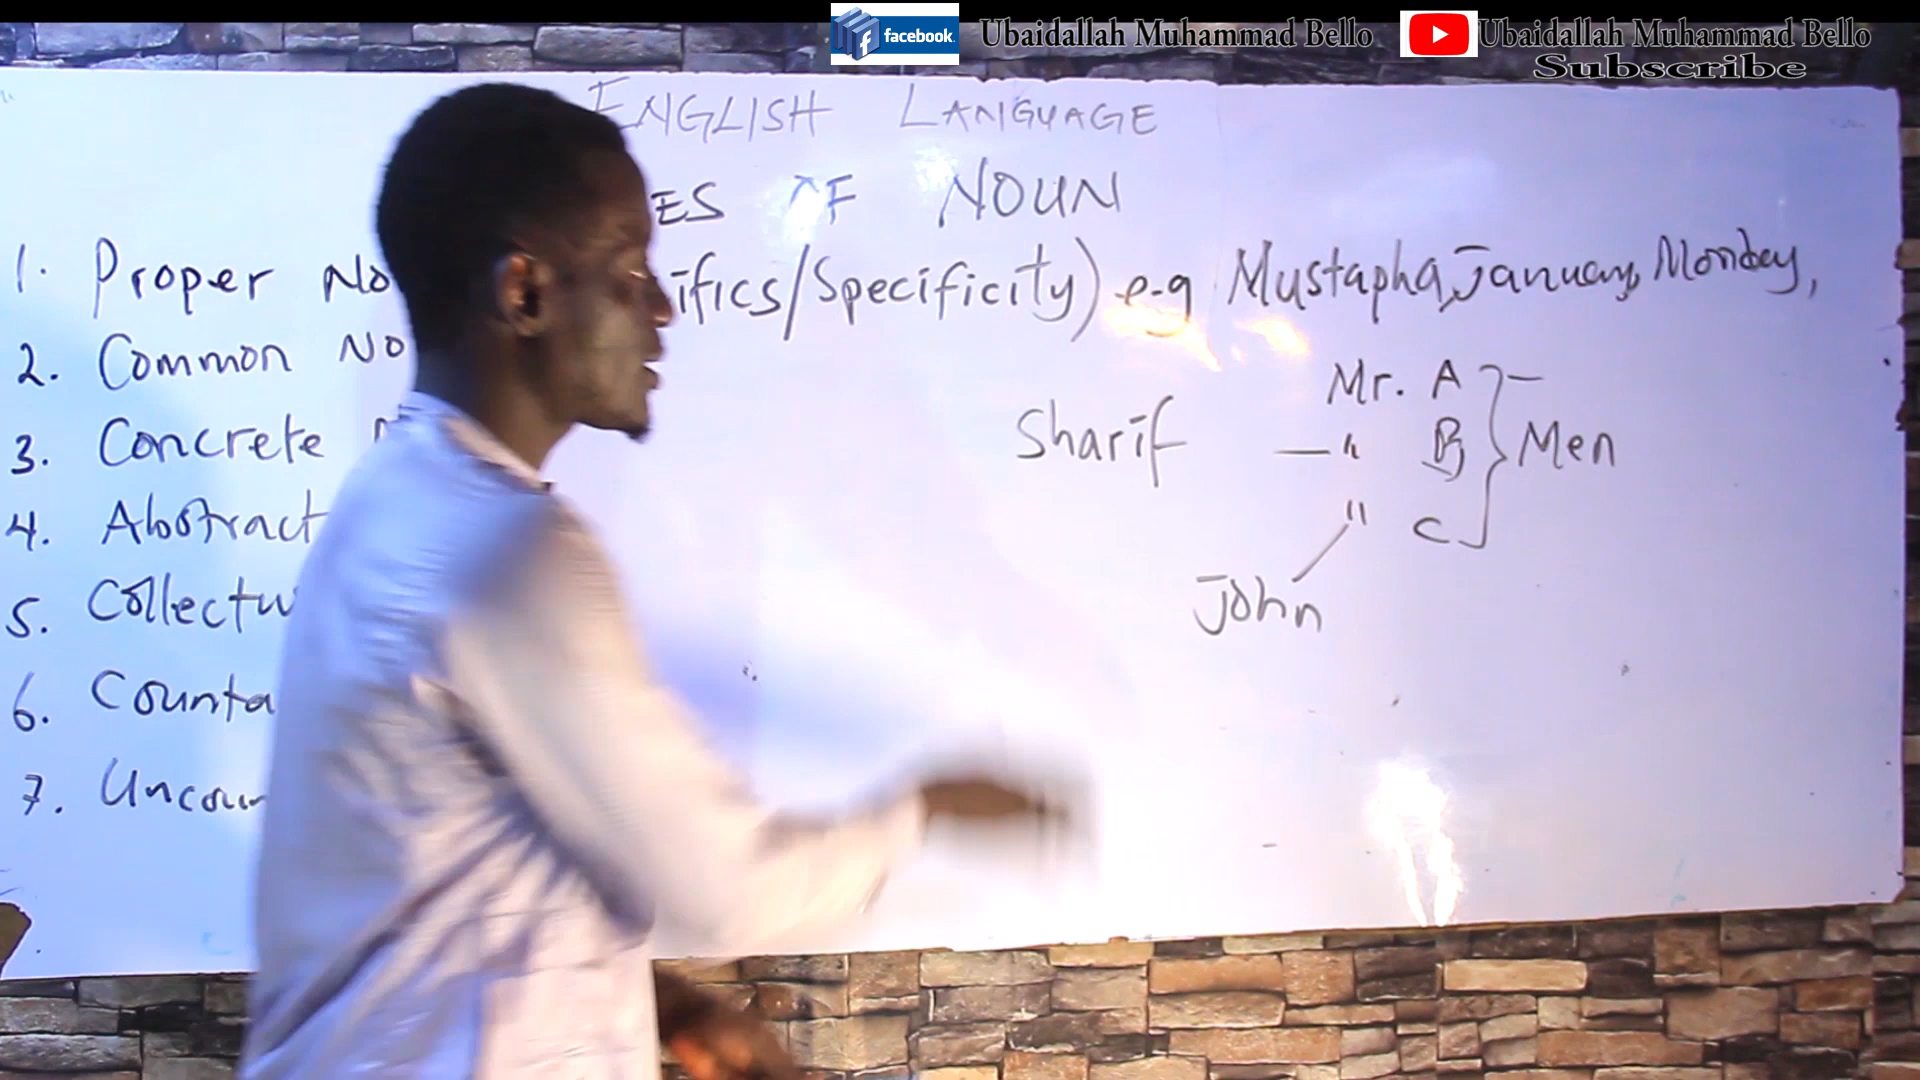 facebook. Ubaidallah Muhammad Bello Ubaidallah Muhammad Bello
Subscribe
ENGLISH LANGUAGE
ES OF NOUN
1. Proper No ifics/Specificity) e.g Mustapha, January, Monday,
2. Common No
Mr. A
3. Concrete
Sharif — " B Men
4. Abstract
" C
5. Collectiv
John
6. Counta
7. Uncoun